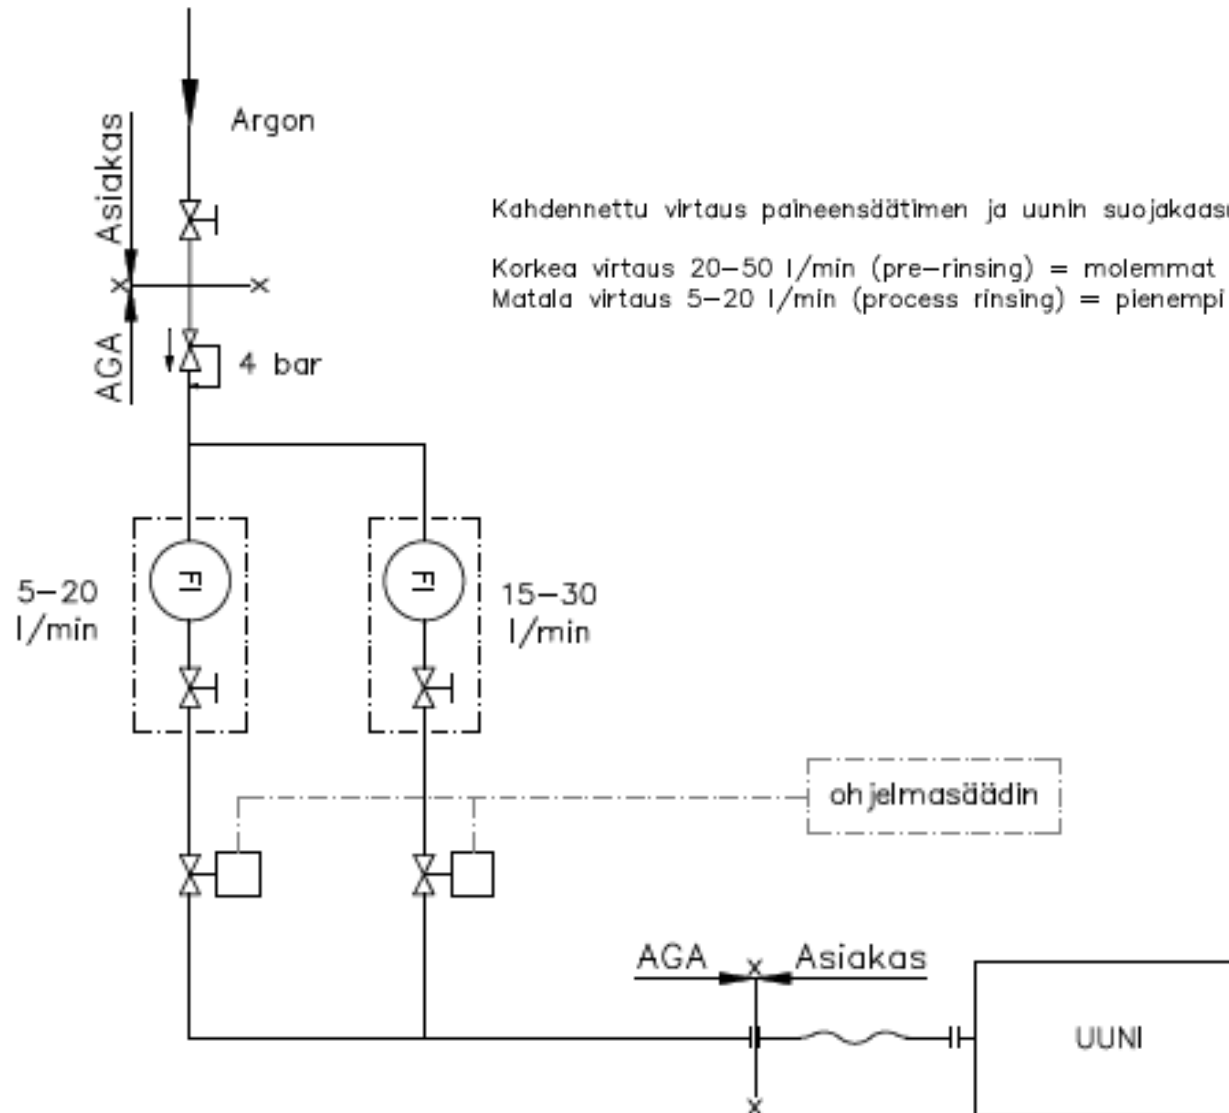 Argon
Asiakas
Kahdennettu virtaus paineensäätimen ja uunin
Korkea virtaus 20-50 l/min (pre-rinsing) = molemmat
Matala virtaus 5-20 l/min (process rinsing) = pienempi
AGA
4 bar
5-20
l/min
FI
FI
15-30
l/min
ohjelmasäädin
AGA
Asiakas
UUNI